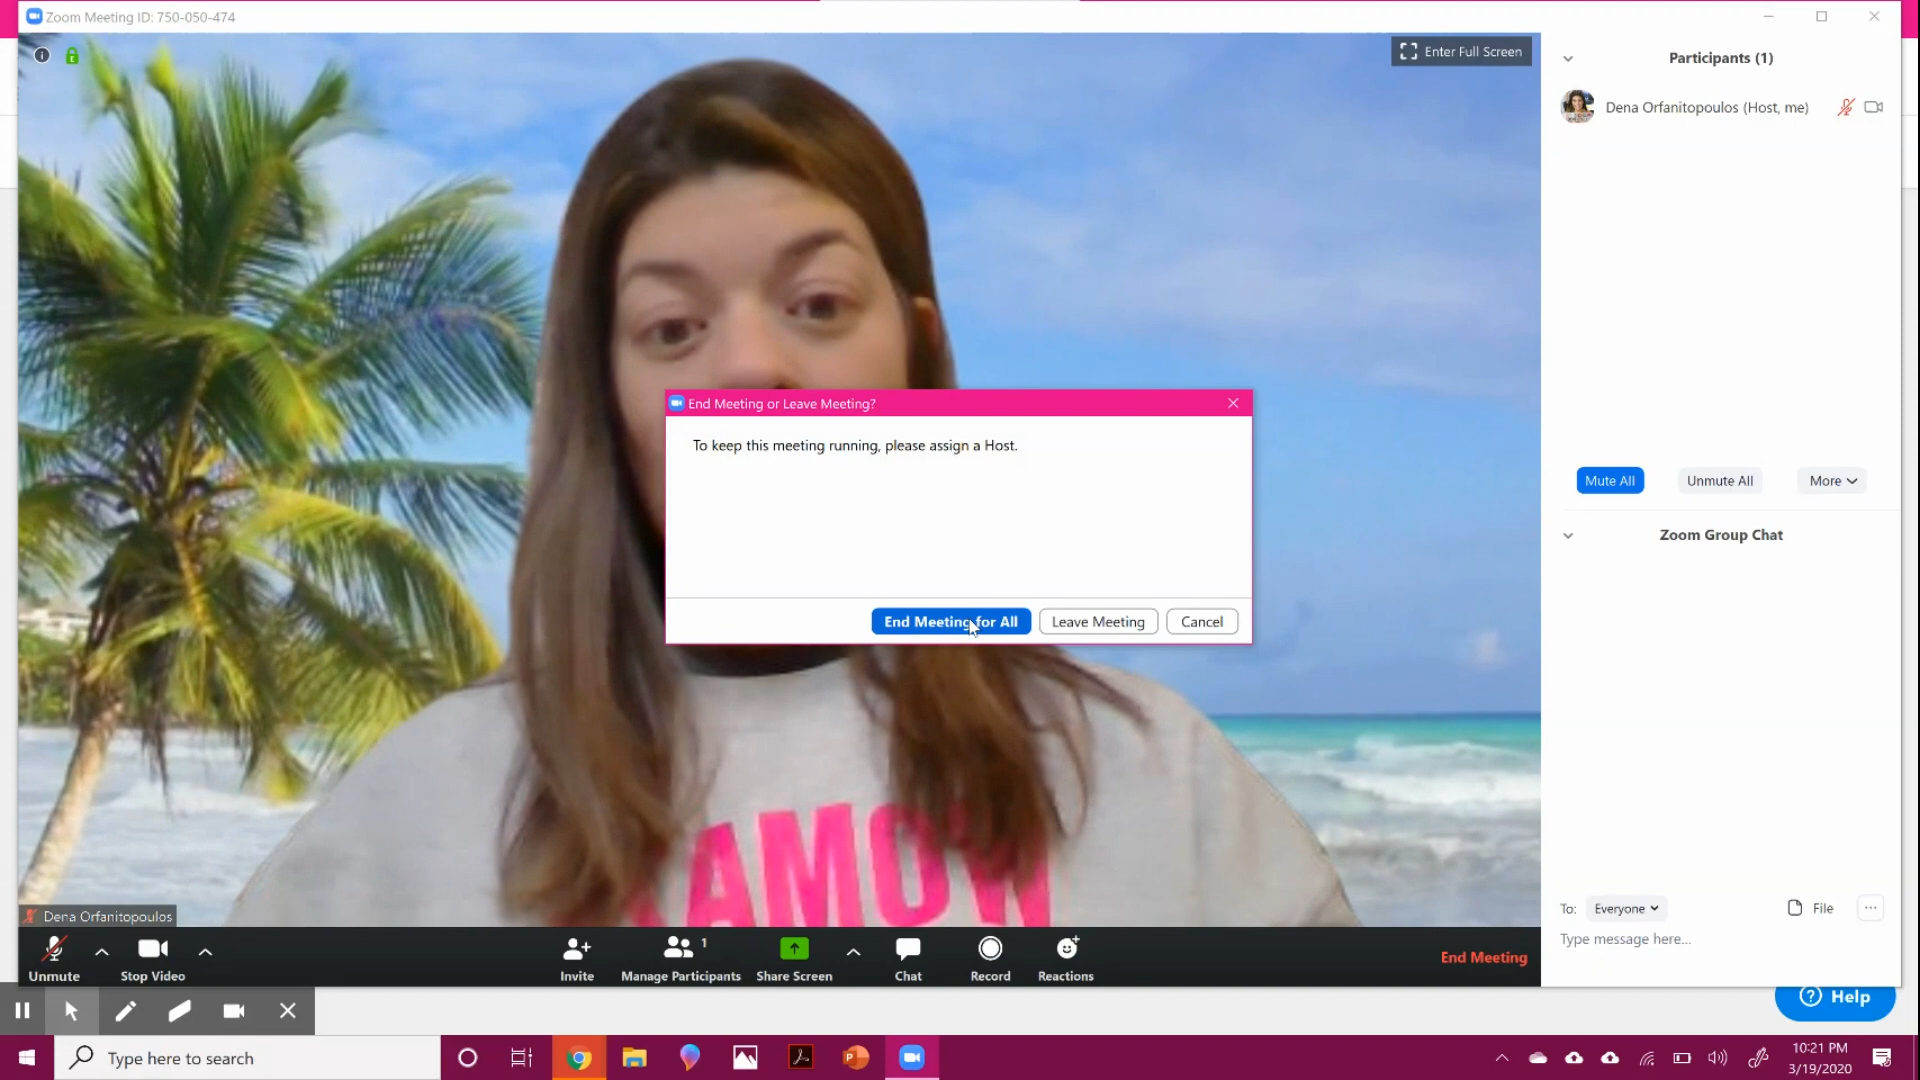 Zoom Meeting ID: 750-050-474
Enter Full Screen
Participants (1)
Dena Orfanitopoulos (Host, me)
End Meeting or Leave Meeting?
To keep this meeting running, please assign a Host.
End Meeting for All
Leave Meeting
Cancel
Mute All
Unmute All
More
Zoom Group Chat
AMOW
Dena Orfanitopoulos
To: Everyone
File
Type message here...
Unmute
Stop Video
Invite
1
Manage Participants
Share Screen
Chat
Record
Reactions
End Meeting
Help
Type here to search
10:21 PM
3/19/2020